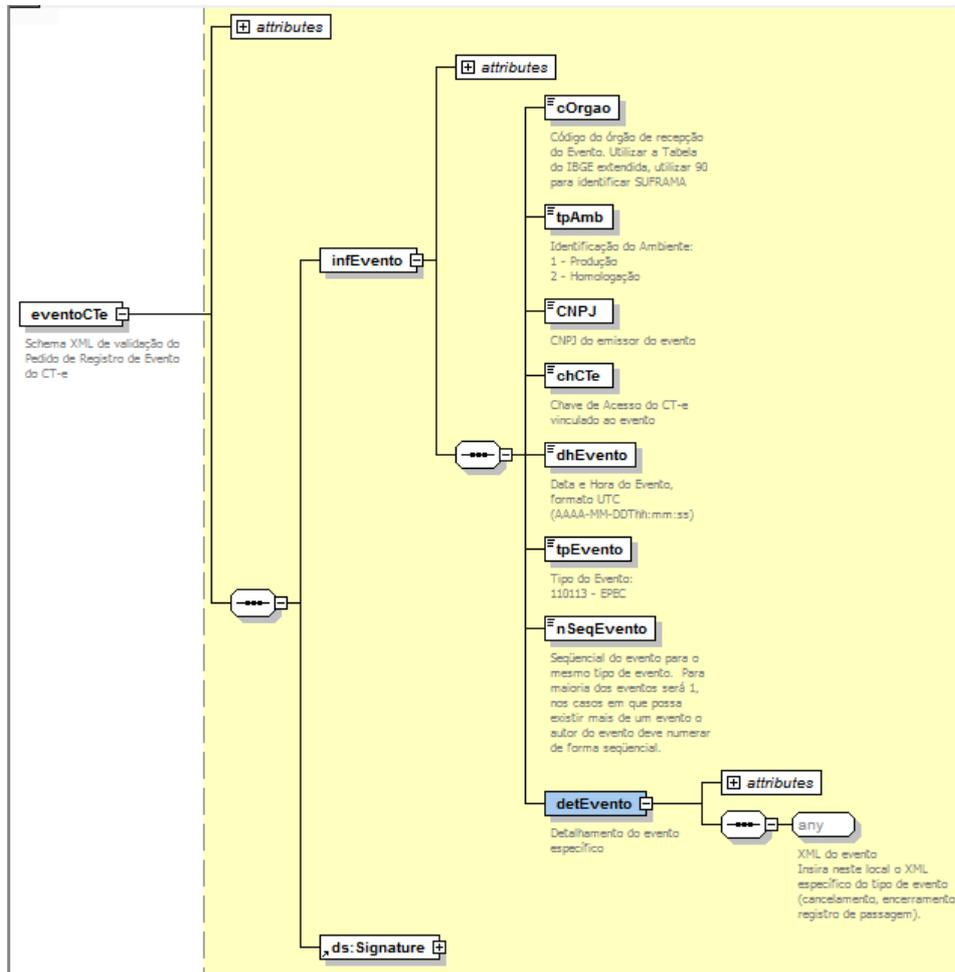 attributes
attributes
cOrgao
Código do órgão de recepção
do Evento. Utilizar a Tabela
do IBGE extendida, utilizar 90
para identificar SUFRAMA
tpAmb
Identificação do Ambiente:
1 - Produção
2 - Homologação
infEvento
CNPJ
CNPJ do emissor do evento
eventoCTe
Schema XML de validação do
Pedido de Registro de Evento
do CT-e
chCTe
Chave de Acesso do CT-e
vinculado ao evento
dhEvento
Data e Hora do Evento,
formato UTC
(AAAA-MM-DDThh:mm:ss)
tpEvento
Tipo do Evento:
110113 - EPEC
nSeqEvento
Seqüencial do evento para o
mesmo tipo de evento. Para
maioria dos eventos será 1,
nos casos em que possa
existir mais de um evento o
autor do evento deve numerar
de forma seqüencial.
attributes
detEvento
Detalhamento do evento
específico
any
XML do evento
Insira neste local o XML
específico do tipo de evento
(cancelamento, encerramento
registro de passagem).
ds:Signature